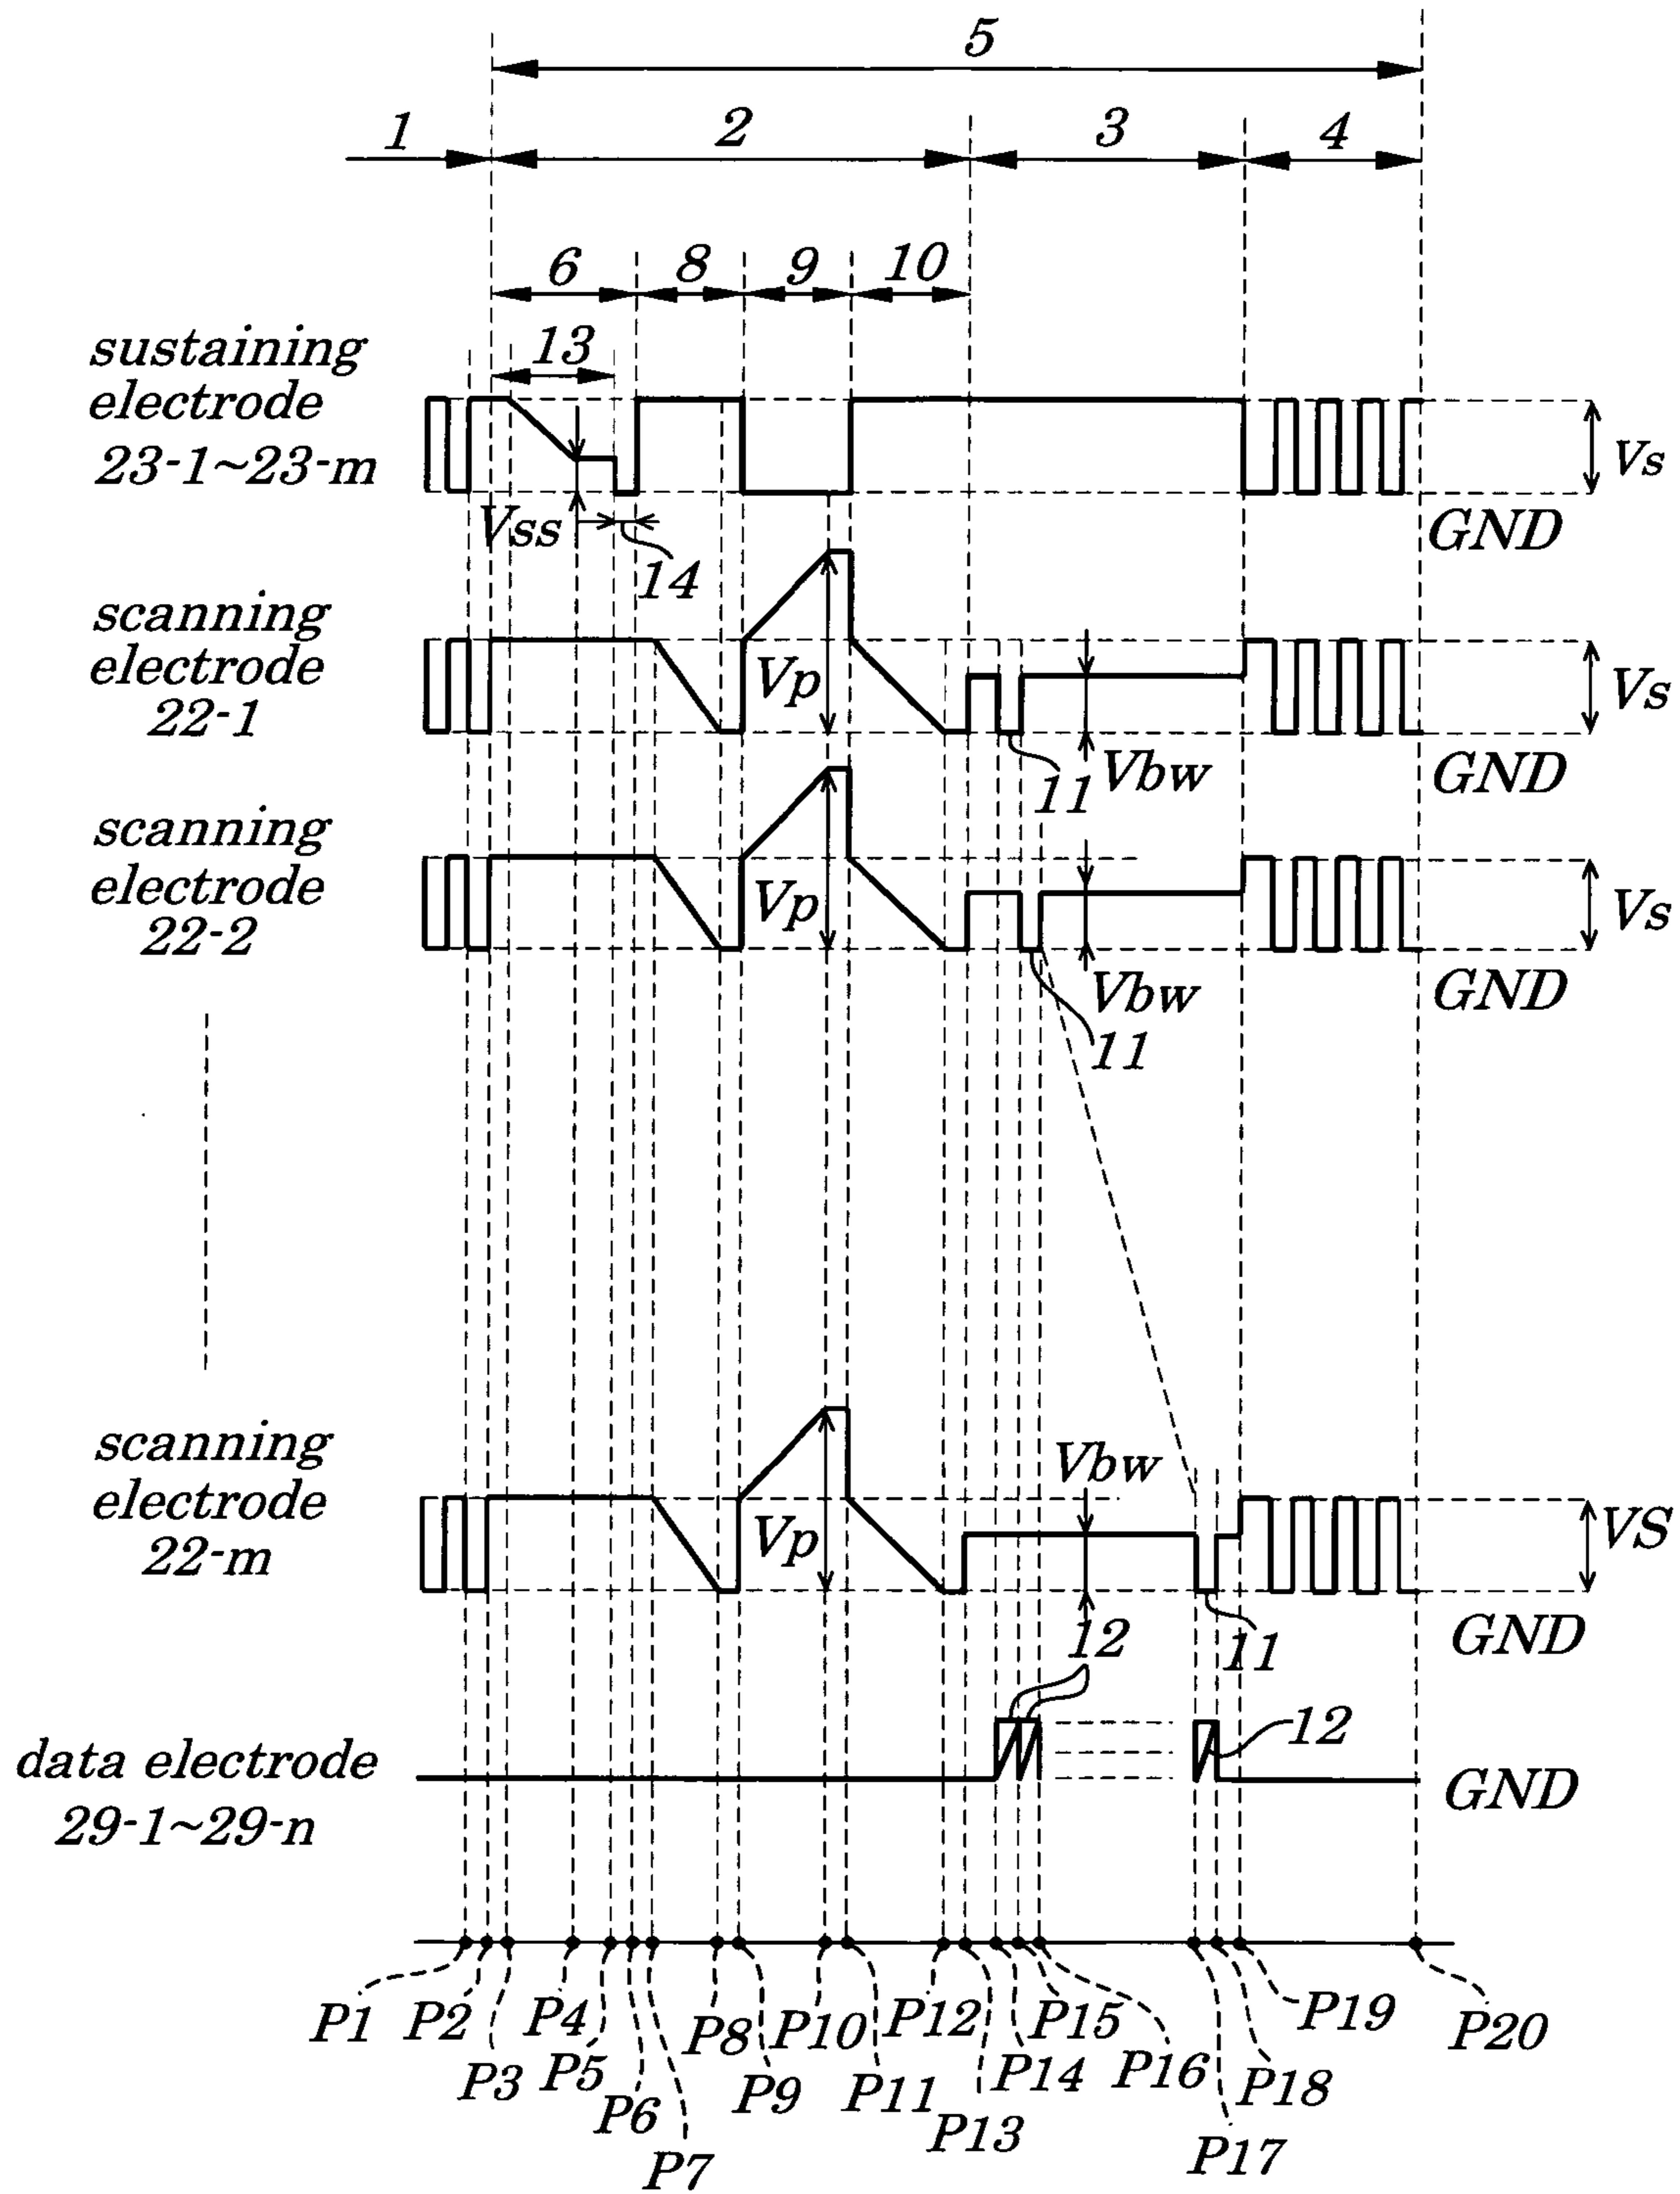 5
1 2 3 4
6 8 9 10
sustaining
electrode
23-1~23-m
13
Vss
14
Vs
GND
scanning
electrode
22-1
Vp
11
Vbw
Vs
GND
scanning
electrode
22-2
Vp
Vbw
11
Vs
GND
scanning
electrode
22-m
Vp
Vbw
11
VS
GND
12
12
data electrode
29-1~29-n
GND
P1 P2 P3 P4 P5 P6 P7 P8 P9 P10 P11 P12 P13 P14 P15 P16 P17 P18 P19 P20